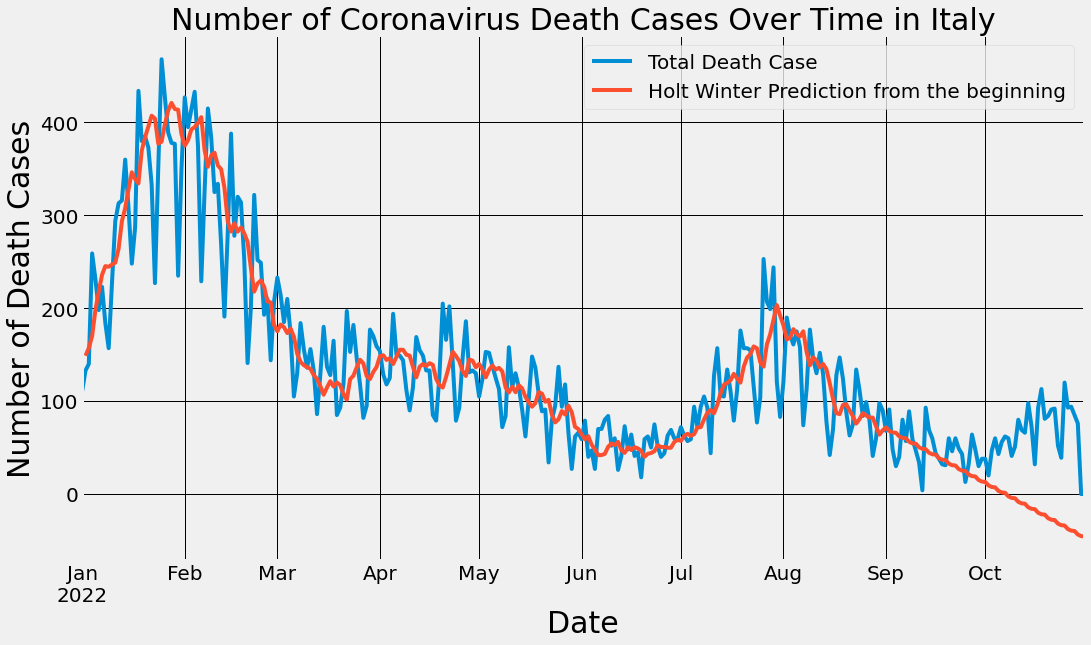 Number of Coronavirus Death Cases Over Time in Italy
Total Death Case
Holt Winter Prediction from the beginning
Number of Death Cases
400
300
200
100
0
Jan Feb Mar Apr May Jun Jul Aug Sep Oct
2022
Date